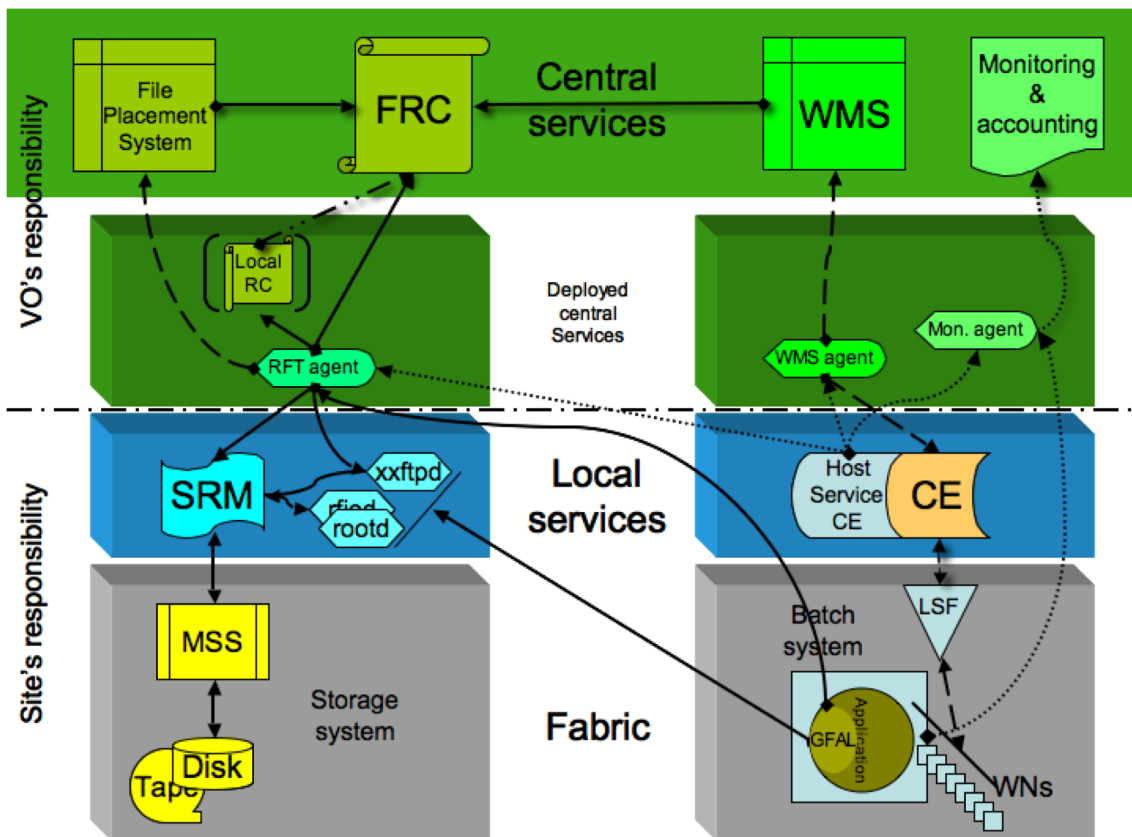 File
Placement
System
FRC
Central
services
WMS
Monitoring
&
accounting
VO's responsibility
Local
RC
Deployed
central
Services
RFT agent
WMS agent
Mon. agent
Site's responsibility
SRM
xxftpd
rootd
Local
services
Host
Service
CE
CE
MSS
Storage
system
Disk
Tape
Fabric
Batch
system
LSF
GFAL
Application
WNs